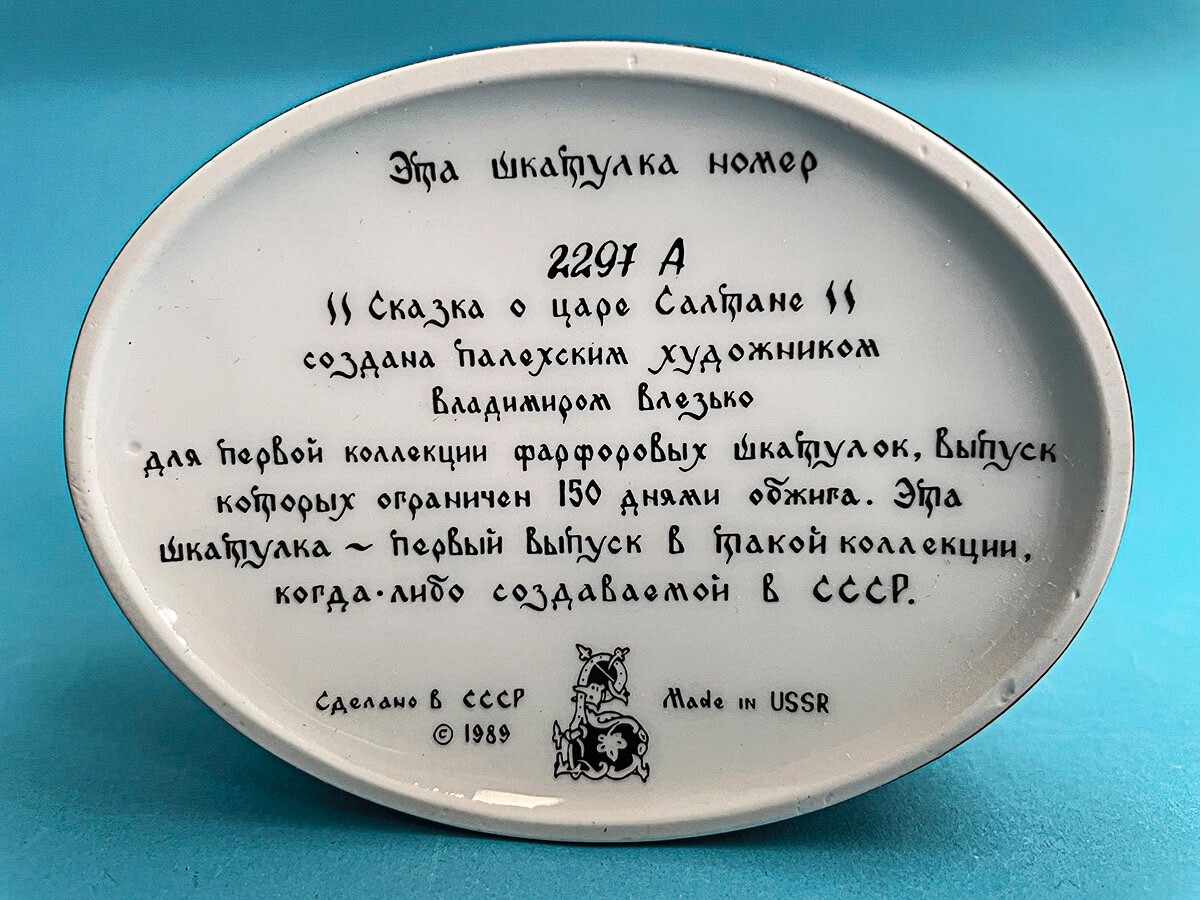 Эта шкатулка номер
2297 А
"Сказка о царе Салтане"
создана палехским художником
Владимиром Влезько
для первой коллекции фарфоровых шкатулок, выпуск
которых ограничен 150 днями обжига. Эта
шкатулка ~ первый выпуск в такой коллекции,
когда-либо создаваемой в СССР.
Сделано в СССР Made in USSR
© 1989